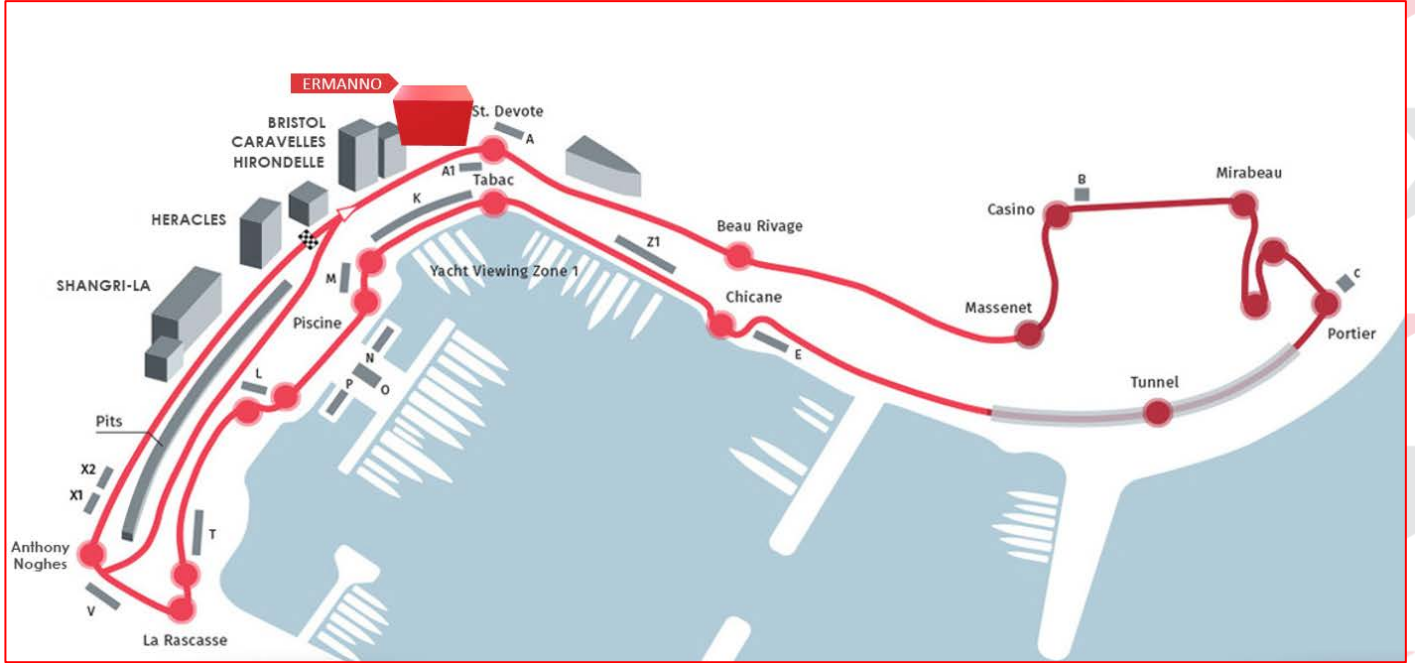 ERMANNO
St. Devote
A
BRISTOL
CARAVELLES
HIRONDELLE
A1
Tabac
K
B
Mirabeau
Casino
HERACLES
Beau Rivage
Z1
Yacht Viewing Zone 1
M
C
SHANGRI-LA
Chicane
Massenet
Piscine
Portier
N
E
L
P
O
Tunnel
Pits
X2
X1
T
Anthony
Noghes
V
La Rascasse